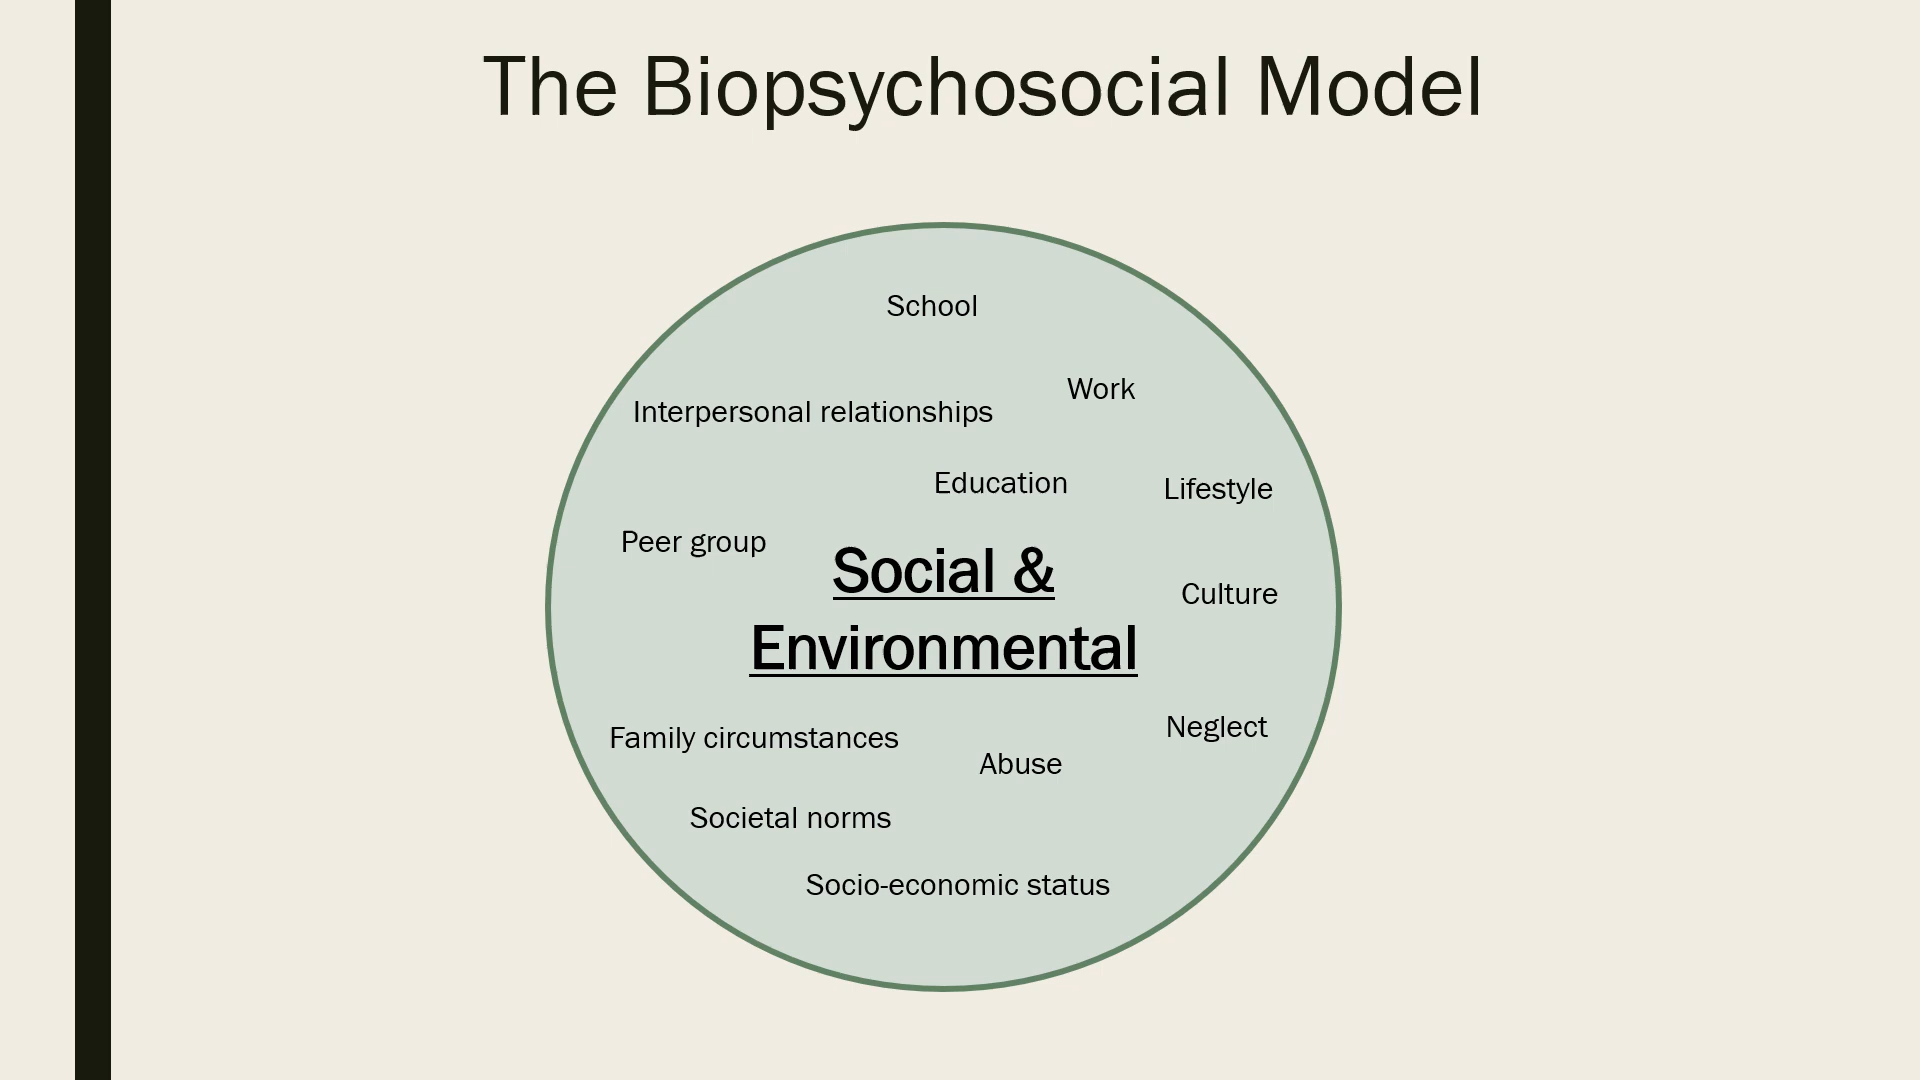 The Biopsychosocial Model
School
Work
Interpersonal relationships
Education
Lifestyle
Peer group
Social &
Environmental
Culture
Neglect
Family circumstances
Abuse
Societal norms
Socio-economic status